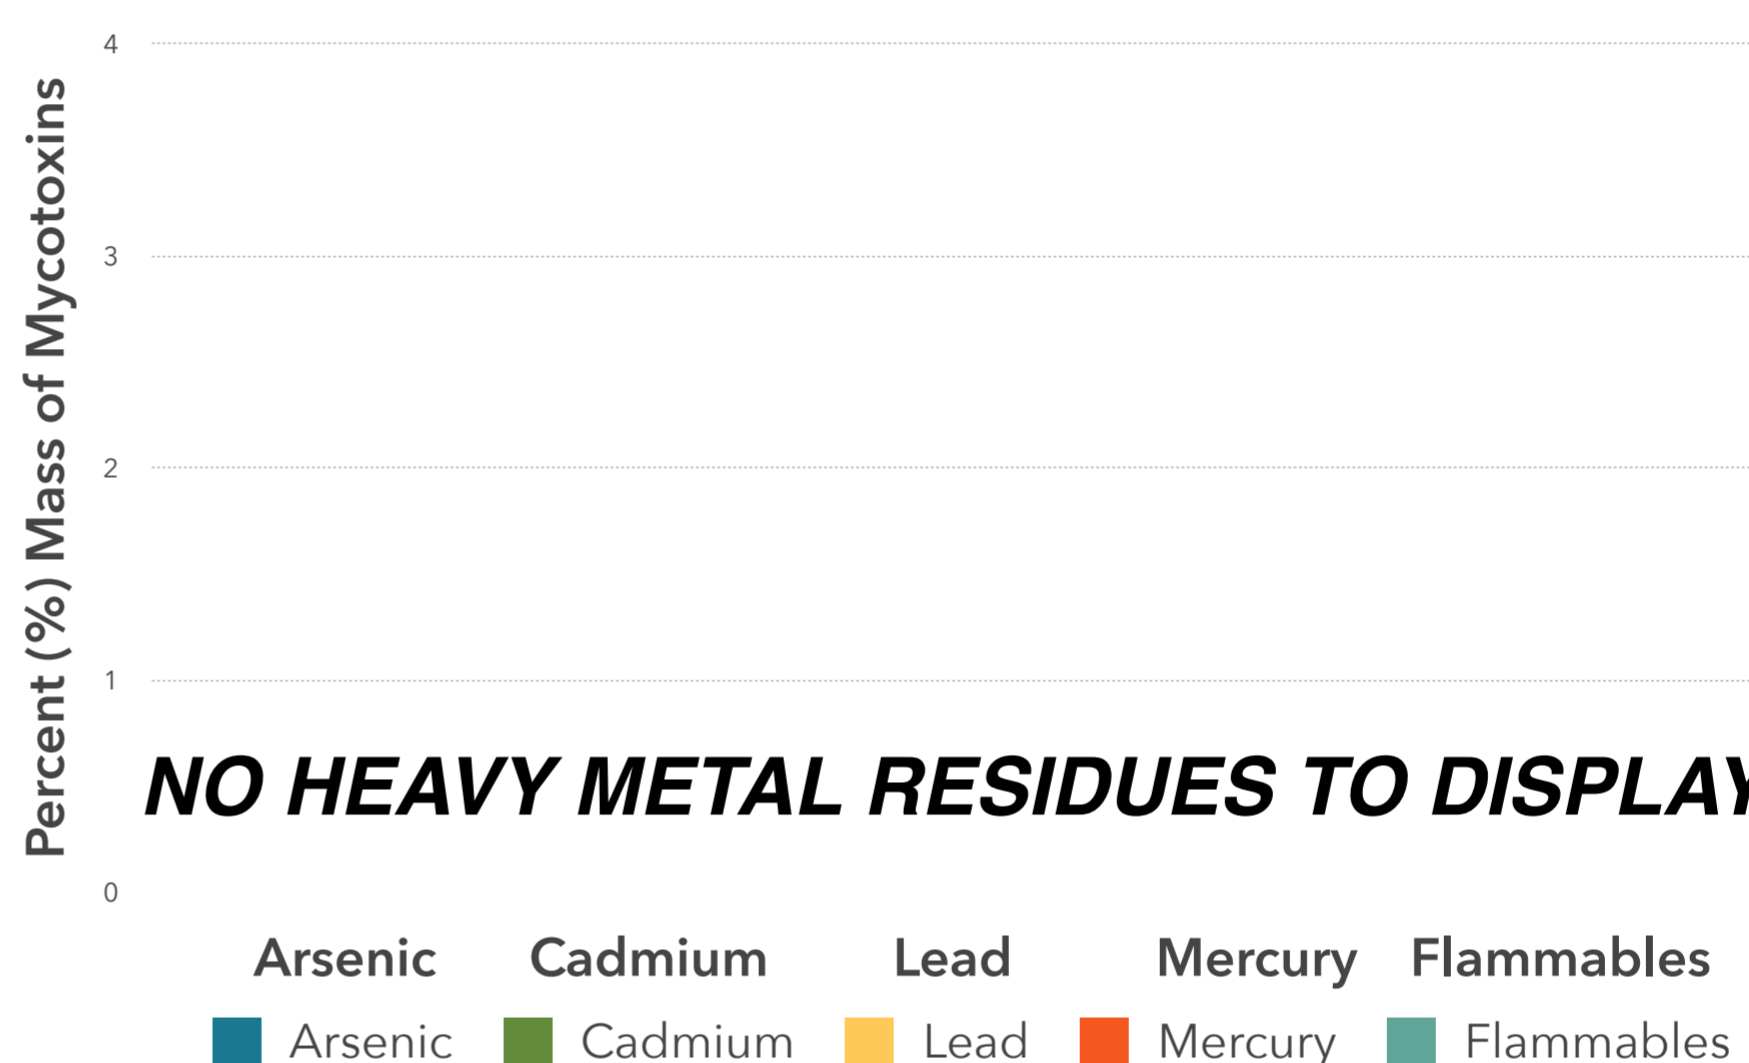 Percent (%) Mass of Mycotoxins
4
3
2
1
NO HEAVY METAL RESIDUES TO DISPLAY
0
Arsenic Cadmium Lead Mercury Flammables
Arsenic Cadmium Lead Mercury Flammables